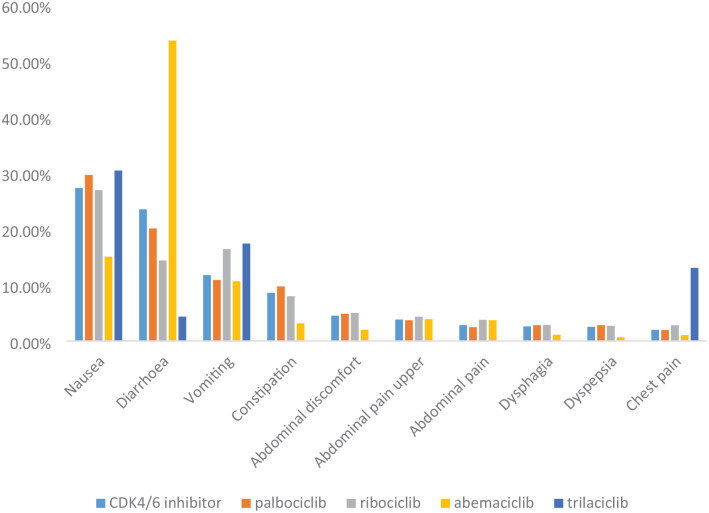 60.00%
50.00%
40.00%
30.00%
20.00%
10.00%
0.00%
Nausea
Diarrhoea
Vomiting
Constipation
Abdominal discomfort
Abdominal pain upper
Abdominal pain
Dysphagia
Dyspepsia
Chest pain
CDK4/6 inhibitor palbociclib ribociclib abemaciclib trilaciclib